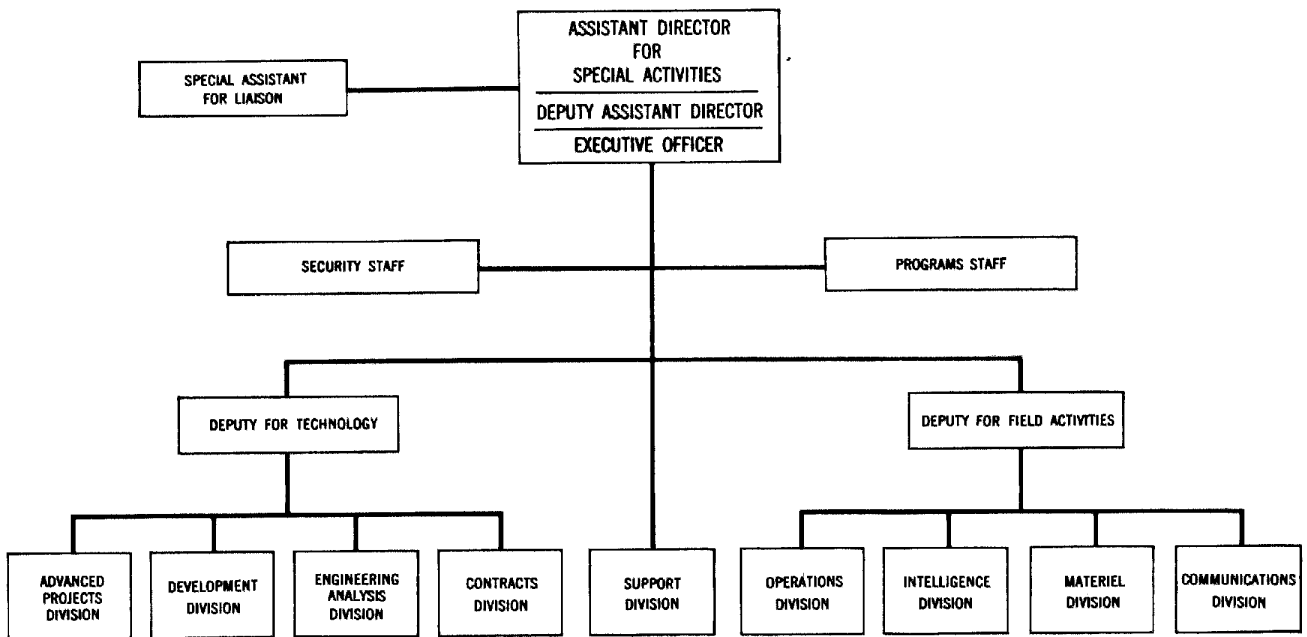 ASSISTANT DIRECTOR
FOR
SPECIAL ACTIVITIES
DEPUTY ASSISTANT DIRECTOR
EXECUTIVE OFFICER
SPECIAL ASSISTANT
FOR LIAISON
SECURITY STAFF
PROGRAMS STAFF
DEPUTY FOR TECHNOLOGY
DEPUTY FOR FIELD ACTIVITIES
ADVANCED
PROJECTS
DIVISION
DEVELOPMENT
DIVISION
ENGINEERING
ANALYSIS
DIVISION
CONTRACTS
DIVISION
SUPPORT
DIVISION
OPERATIONS
DIVISION
INTELLIGENCE
DIVISION
MATERIEL
DIVISION
COMMUNICATIONS
DIVISION